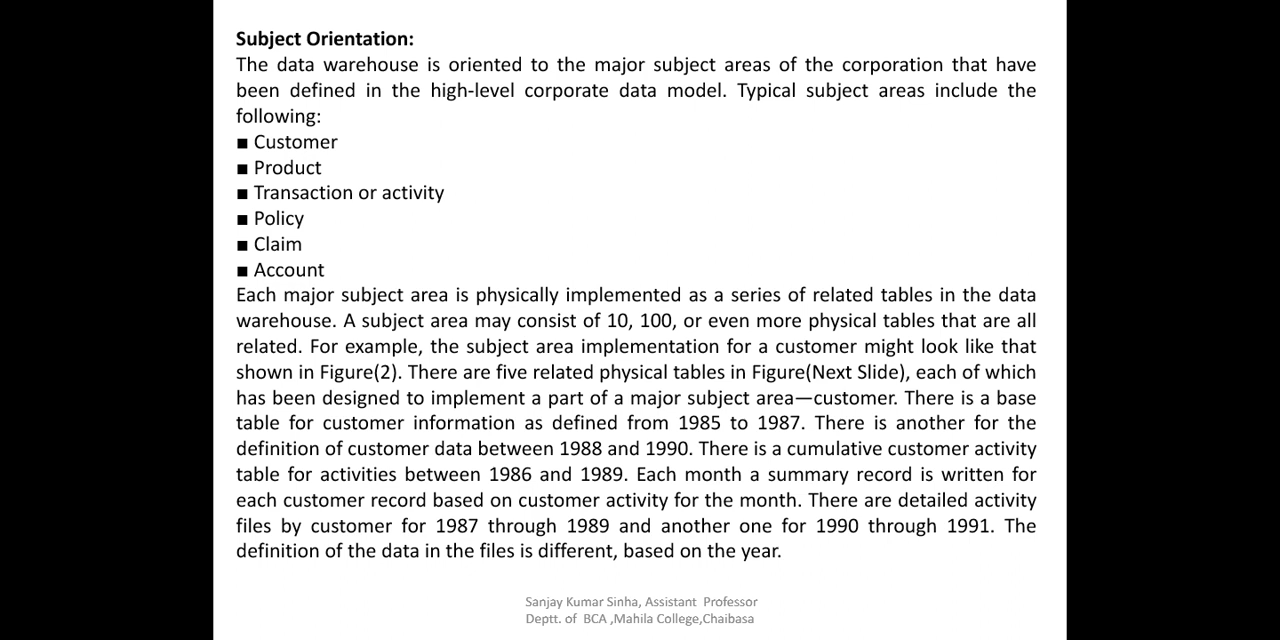 Subject Orientation:
The data warehouse is oriented to the major subject areas of the corporation that have
been defined in the high-level corporate data model. Typical subject areas include the
following:
■ Customer
■ Product
■ Transaction or activity
■ Policy
■ Claim
■ Account
Each major subject area is physically implemented as a series of related tables in the data
warehouse. A subject area may consist of 10, 100, or even more physical tables that are all
related. For example, the subject area implementation for a customer might look like that
shown in Figure(2). There are five related physical tables in Figure(Next Slide), each of which
has been designed to implement a part of a major subject area—customer. There is a base
table for customer information as defined from 1985 to 1987. There is another for the
definition of customer data between 1988 and 1990. There is a cumulative customer activity
table for activities between 1986 and 1989. Each month a summary record is written for
each customer record based on customer activity for the month. There are detailed activity
files by customer for 1987 through 1989 and another one for 1990 through 1991. The
definition of the data in the files is different, based on the year.
Sanjay Kumar Sinha, Assistant  Professor
Deptt. of  BCA ,Mahila College,Chaibasa